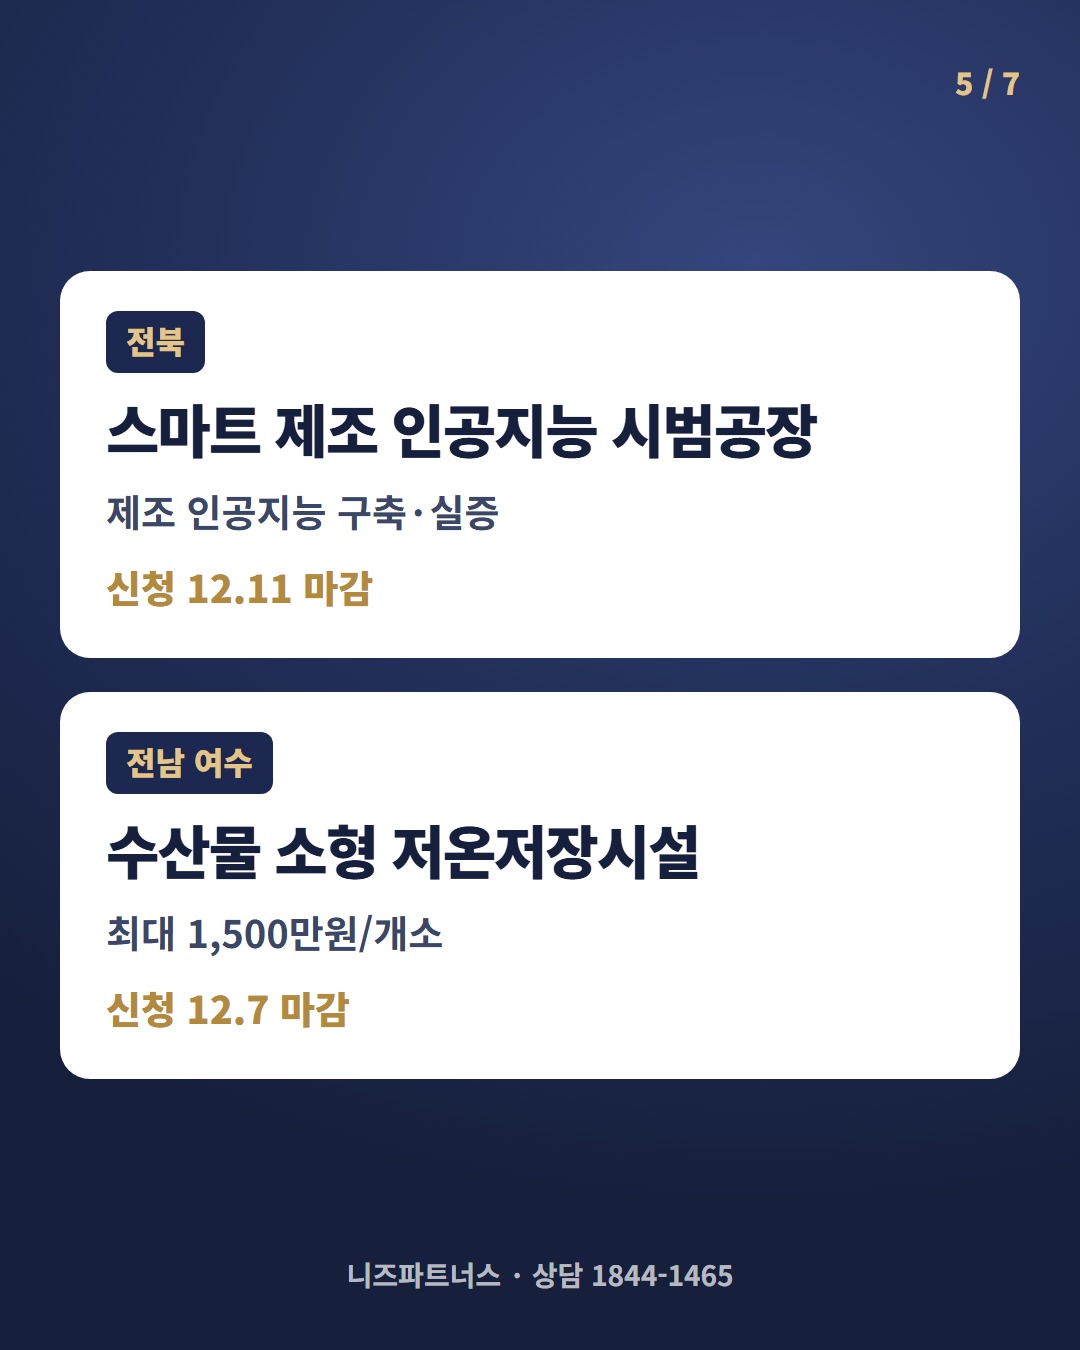 5 / 7
전북
스마트 제조 인공지능 시범공장
제조 인공지능 구축·실증
신청 12.11 마감
전남 여수
수산물 소형 저온저장시설
최대 1,500만원/개소
신청 12.7 마감
니즈파트너스 · 상담 1844-1465